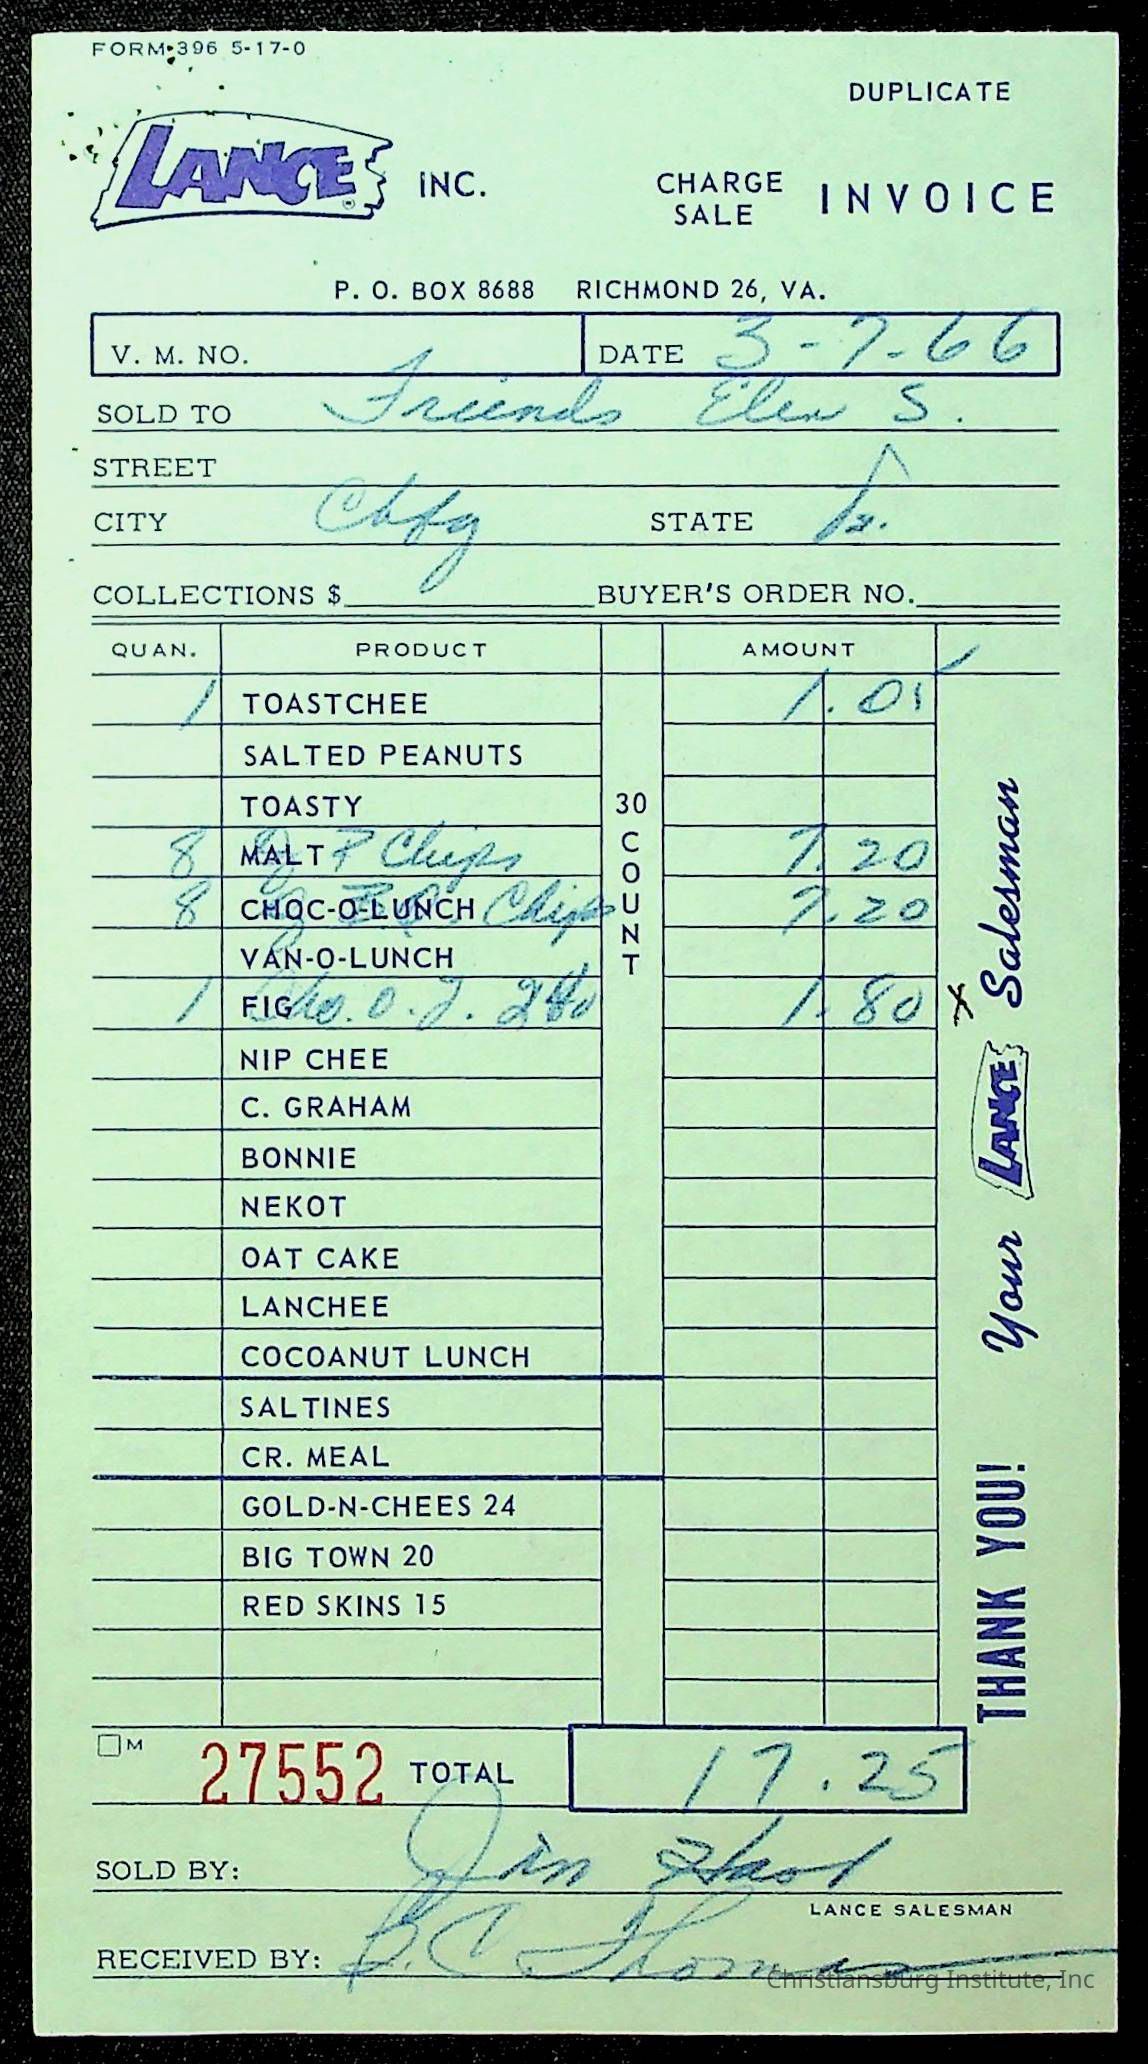 FORM 396 5-17-0
DUPLICATE
LANCE ® INC.
CHARGE SALE INVOICE
P. O. BOX 8688 RICHMOND 26, VA.
V. M. NO. DATE 3-7-66
SOLD TO Friends Elem S.
STREET
CITY Chbg STATE Va.
COLLECTIONS $ BUYER'S ORDER NO.
QUAN. PRODUCT AMOUNT
1 TOASTCHEE 1.05
SALTED PEANUTS
TOASTY
8 MALT Chips 7.20
8 CHOC-O-LUNCH Chips 7.20
VAN-O-LUNCH
1 FIG 1.80
NIP CHEE
C. GRAHAM
BONNIE
NEKOT
OAT CAKE
LANCHEE
COCOANUT LUNCH
SALTINES
CR. MEAL
GOLD-N-CHEES 24
BIG TOWN 20
RED SKINS 15
30 COUNT
THANK YOU! Your LANCE Salesman
M 27552 TOTAL 17.25
SOLD BY: Jim
LANCE SALESMAN
RECEIVED BY: B.C Thomas
Christiansburg Institute, Inc